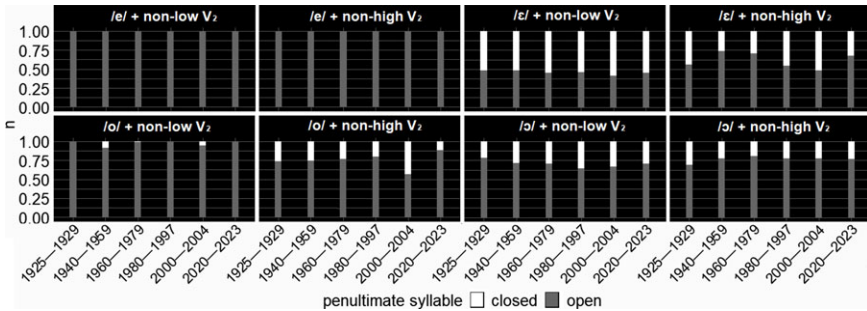 /e/ + non-low V₂ /e/ + non-high V₂ /ɛ/ + non-low V₂ /ɛ/ + non-high V₂
1.00
0.75
0.50
0.25
0.00
n
/o/ + non-low V₂ /o/ + non-high V₂ /ɔ/ + non-low V₂ /ɔ/ + non-high V₂
1.00
0.75
0.50
0.25
0.00
1925—1929 1940—1959 1960—1979 1980—1997 2000—2004 2020—2023 1925—1929 1940—1959 1960—1979 1980—1997 2000—2004 2020—2023 1925—1929 1940—1959 1960—1979 1980—1997 2000—2004 2020—2023 1925—1929 1940—1959 1960—1979 1980—1997 2000—2004 2020—2023
penultimate syllable closed open